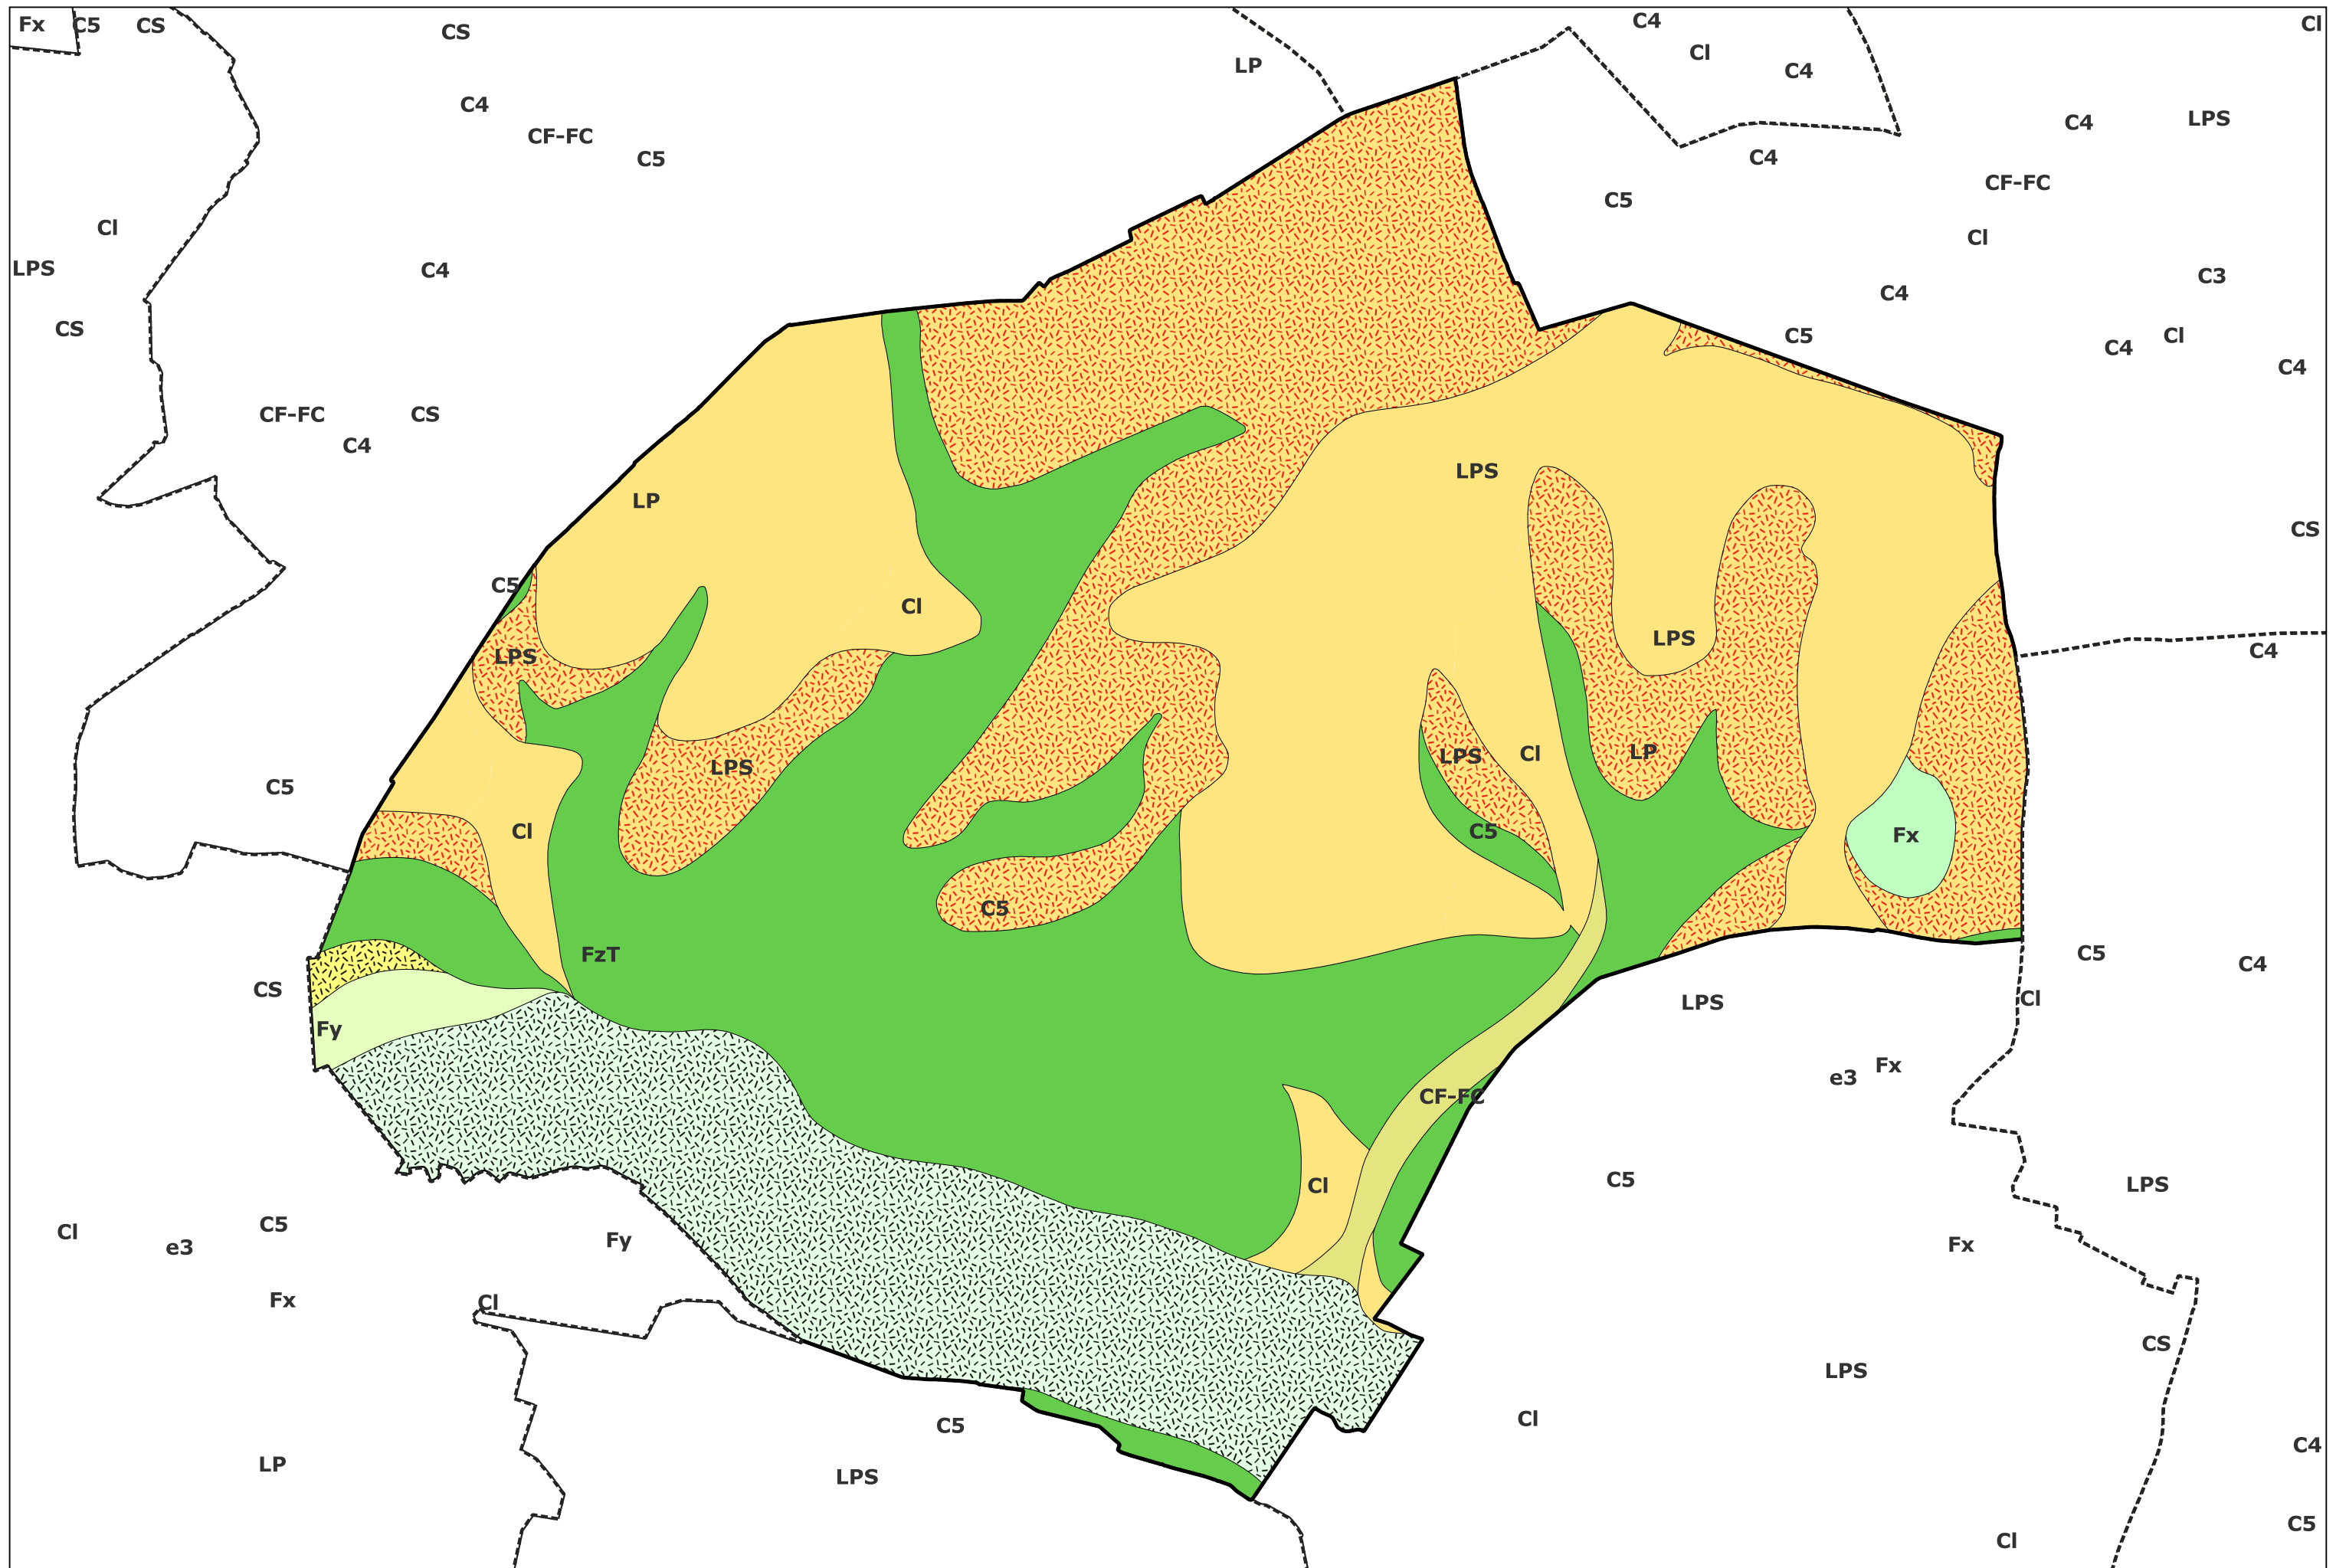 Fx C5 CS CS LP C4 Cl
Cl C4
C4
CF-FC C5 C4 LPS
C4
C5 CF-FC
Cl Cl
LPS C4 C3
C4
CS C5 C4 Cl
C4
CF-FC CS
C4
LPS
LP CS
C5
Cl
LPS LPS C4
LPS LPS Cl LP
C5
Cl C5 Fx
C5
FzT C5
C4
CS LPS Cl
Fy
Fx
e3
CF-FC
C5
Cl LPS
C5
Cl
e3 Fy Fx
Fx Cl
CS
LPS
C5 Cl
C4
LP
LPS
C5
Cl